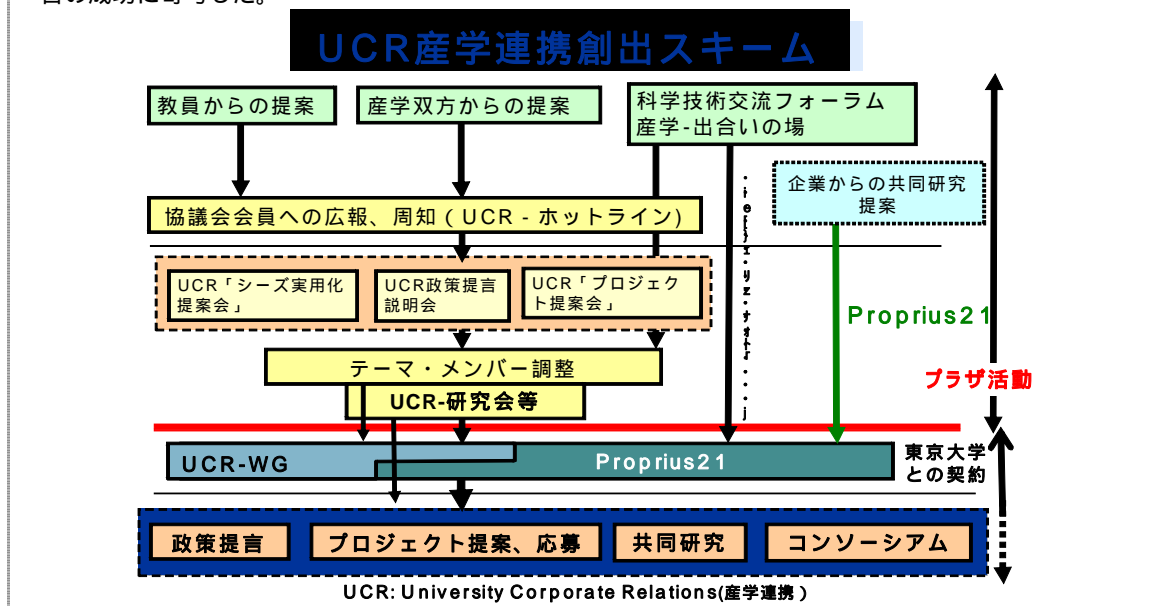 UCR産学連携創出スキーム
教員からの提案
産学双方からの提案
科学技術交流フォーラム
産学-出合いの場
企業からの共同研究
提案
協議会会員への広報、周知(UCR-ホットライン)
UCR「シーズ実用化
提案会」
UCR政策提言
説明会
UCR「プロジェク
ト提案会」
Proprius21
テーマ・メンバー調整
プラザ活動
UCR-研究会等
UCR-WG
Proprius21
東京大学
との契約
政策提言
プロジェクト提案、応募
共同研究
コンソーシアム
UCR: University Corporate Relations(産学連携)